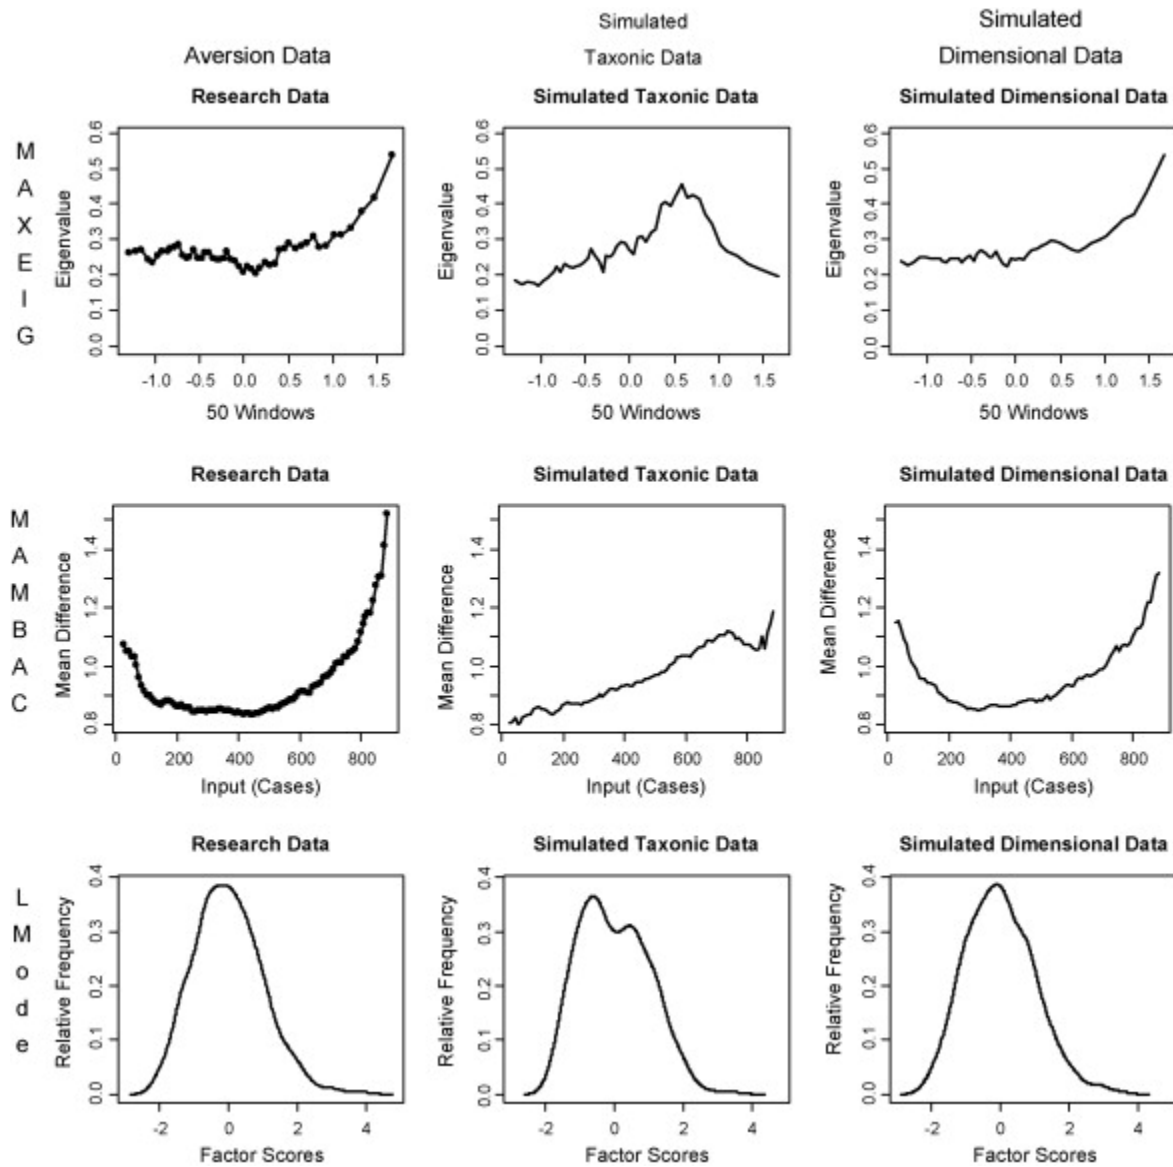 Aversion Data
Simulated
Taxonic Data
Simulated
Dimensional Data
M
A
X
E
I
G
Research Data
Eigenvalue
0.6
0.5
0.4
0.3
0.2
0.1
0.0
-1.0 -0.5 0.0 0.5 1.0 1.5
50 Windows
Simulated Taxonic Data
Eigenvalue
0.6
0.5
0.4
0.3
0.2
0.1
0.0
-1.0 0.0 0.5 1.0 1.5
50 Windows
Simulated Dimensional Data
Eigenvalue
0.6
0.5
0.4
0.3
0.2
0.1
0.0
-1.0 0.0 0.5 1.0 1.5
50 Windows
M
A
M
B
A
C
Research Data
Mean Difference
1.4
1.2
1.0
0.8
0 200 400 600 800
Input (Cases)
Simulated Taxonic Data
Mean Difference
1.4
1.2
1.0
0.8
0 200 400 600 800
Input (Cases)
Simulated Dimensional Data
Mean Difference
1.4
1.2
1.0
0.8
0 200 400 600 800
Input (Cases)
L
M
o
d
e
Research Data
Relative Frequency
0.4
0.3
0.2
0.1
0.0
-2 0 2 4
Factor Scores
Simulated Taxonic Data
Relative Frequency
0.4
0.3
0.2
0.1
0.0
-2 0 2 4
Factor Scores
Simulated Dimensional Data
Relative Frequency
0.4
0.3
0.2
0.1
0.0
-2 0 2 4
Factor Scores